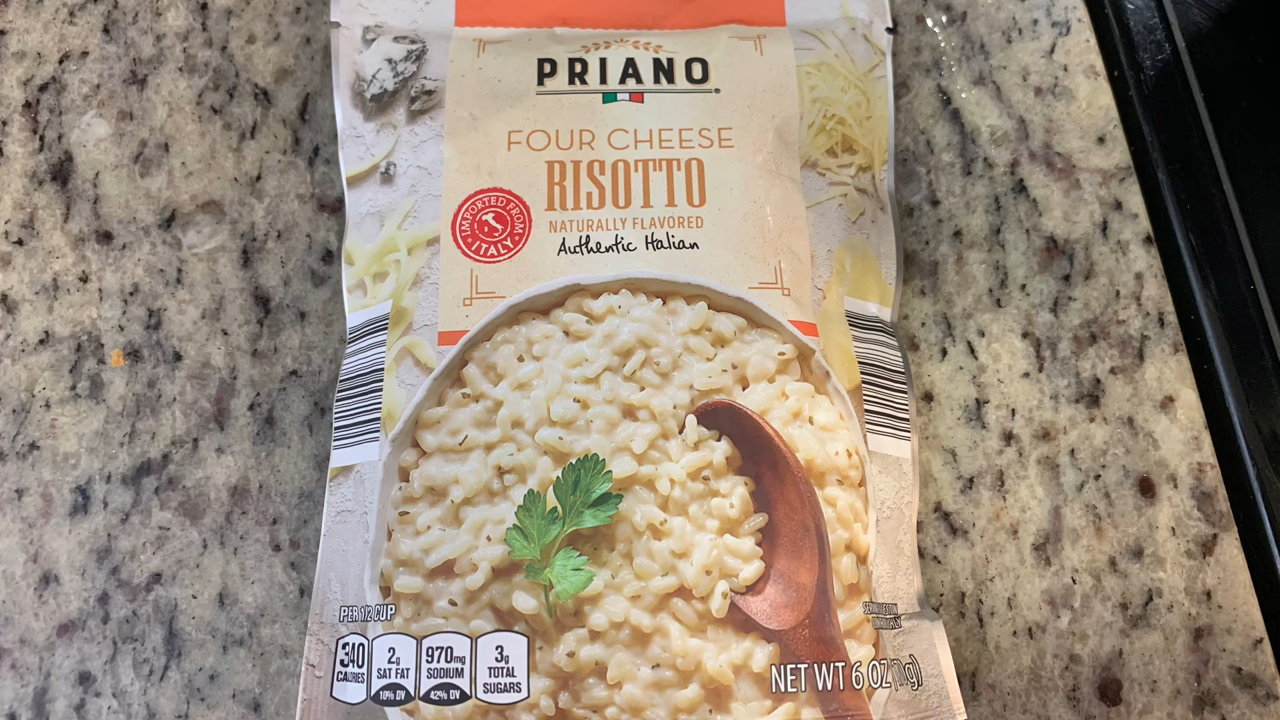 PRIANO
FOUR CHEESE
RISOTTO
NATURALLY FLAVORED
Authentic Italian
IMPORTED FROM
ITALY
PER 1/2 CUP
340
CALORIES
2g
SAT FAT
10% DV
970mg
SODIUM
42% DV
3g
TOTAL
SUGARS
NET WT 6 OZ